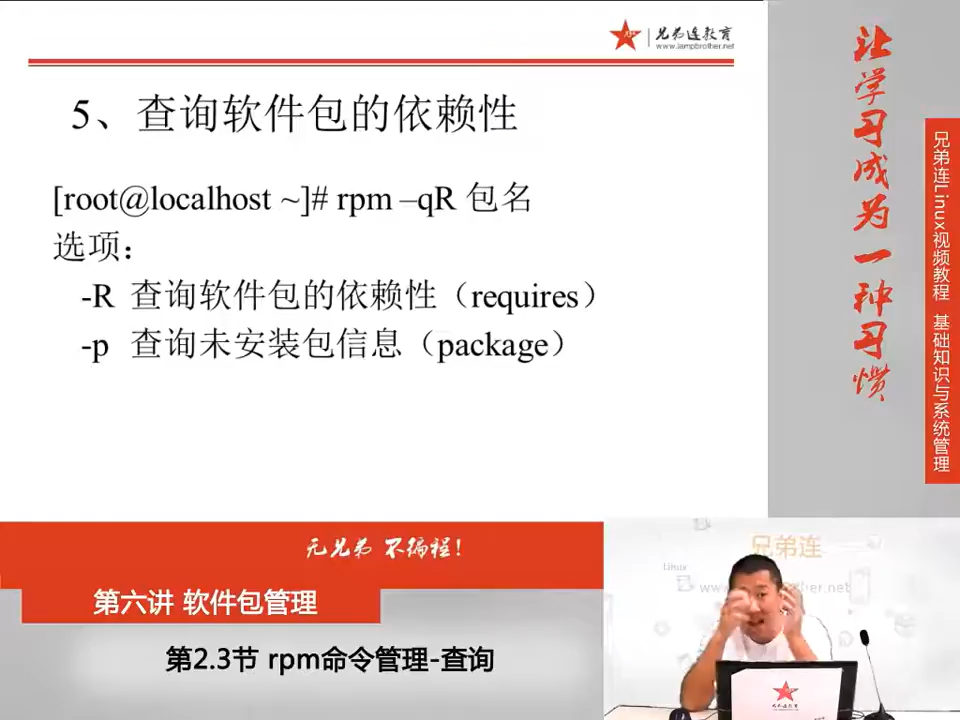 兄弟连教育
www.lampbrother.net
5、查询软件包的依赖性
[root@localhost ~]# rpm –qR 包名
选项：
-R 查询软件包的依赖性（requires）
-p 查询未安装包信息（package）
让学习成为一种习惯
兄弟连Linux视频教程 基础知识与系统管理
无兄弟 不编程！
第六讲 软件包管理
第2.3节 rpm命令管理-查询
兄弟连
Linux
兄弟连教育